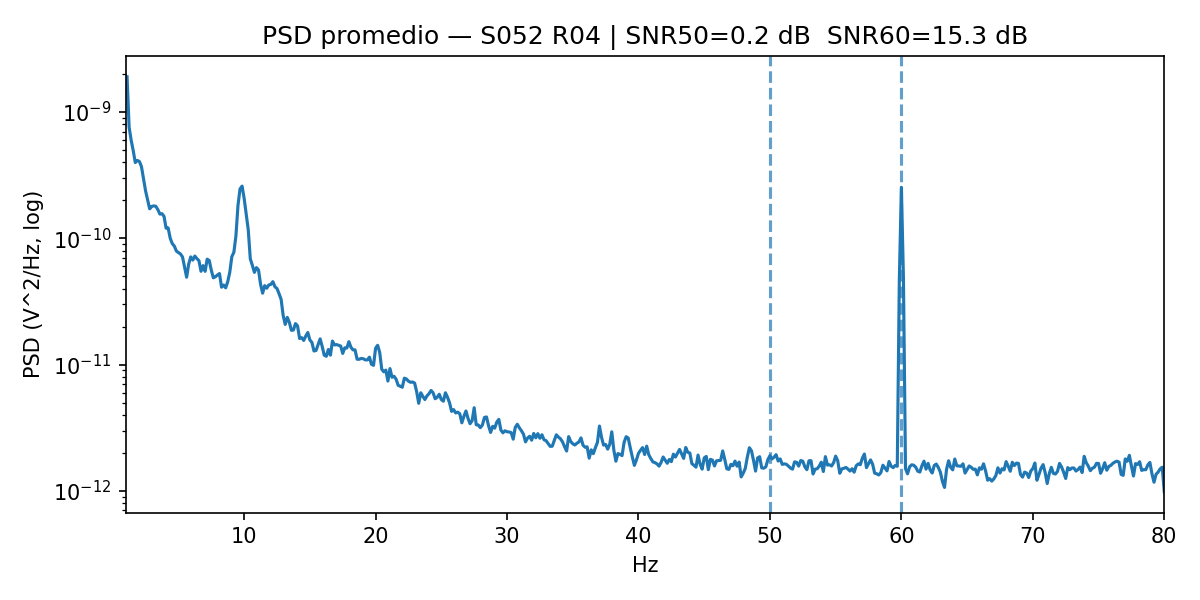 PSD promedio — S052 R04 | SNR50=0.2 dB  SNR60=15.3 dB
PSD (V^2/Hz, log)
10⁻⁹
10⁻¹⁰
10⁻¹¹
10⁻¹²
10 20 30 40 50 60 70 80
Hz